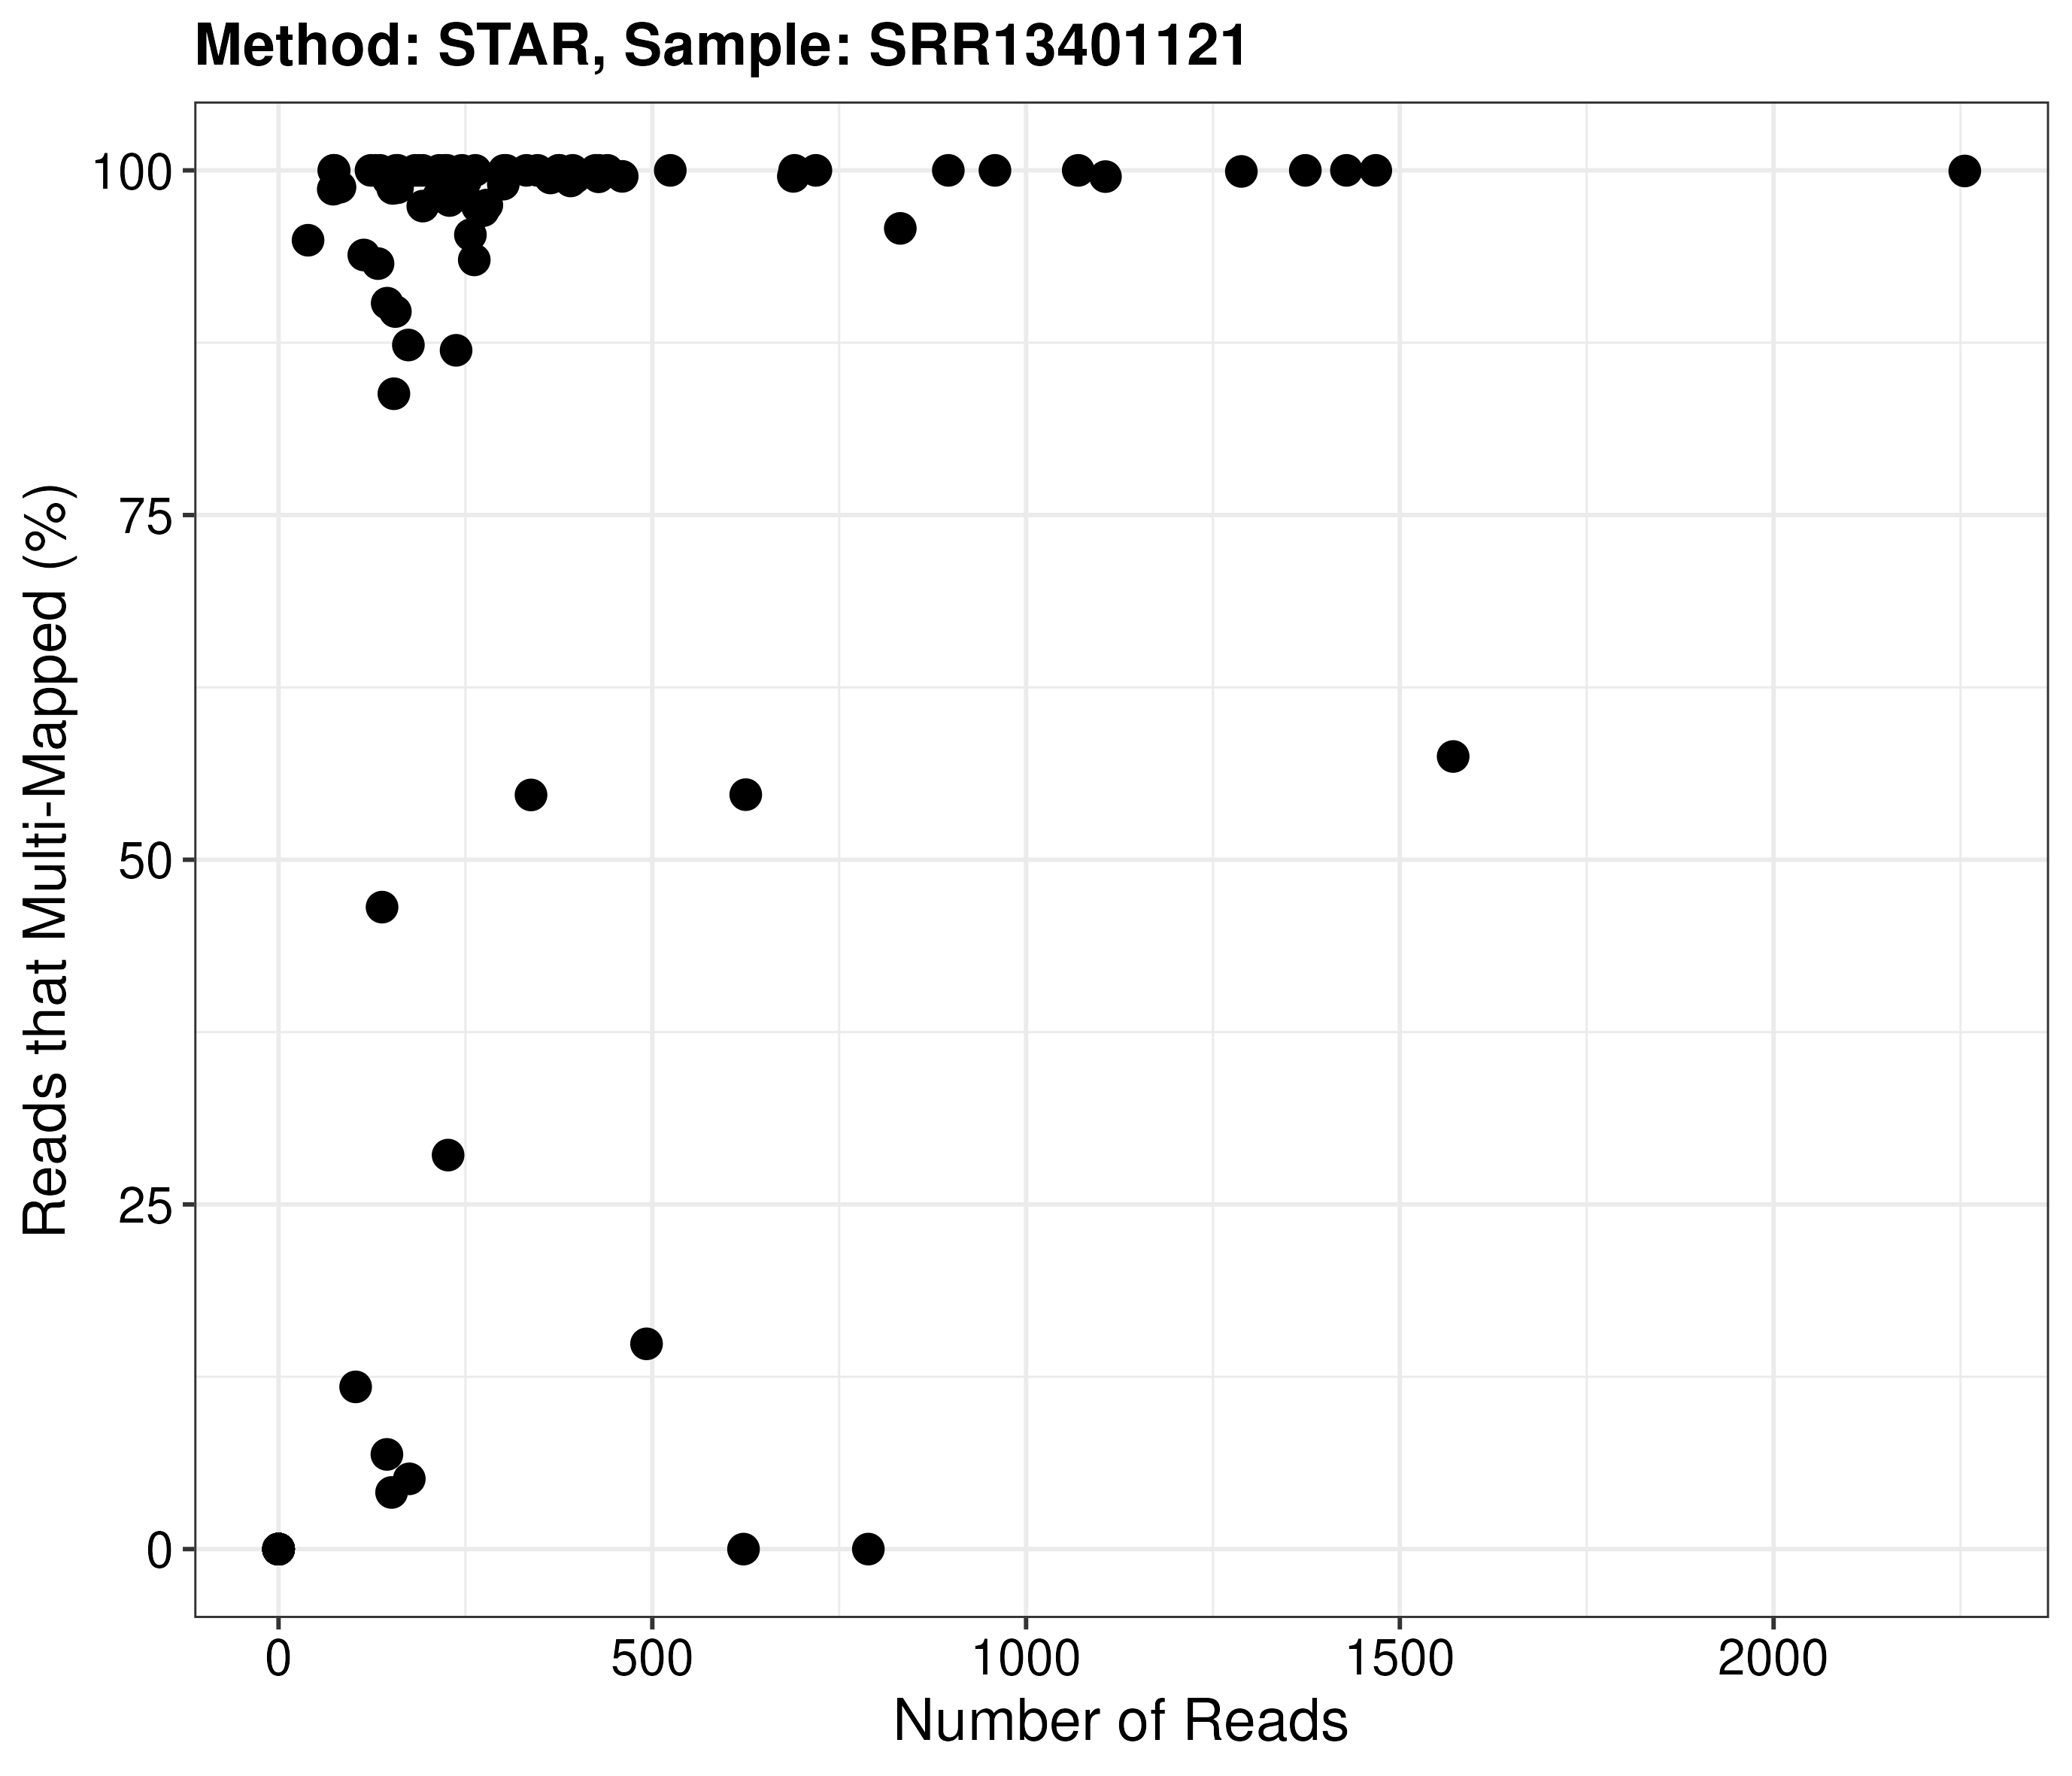 Method: STAR, Sample: SRR13401121
Reads that Multi-Mapped (%)
100
75
50
25
0
0 500 1000 1500 2000
Number of Reads